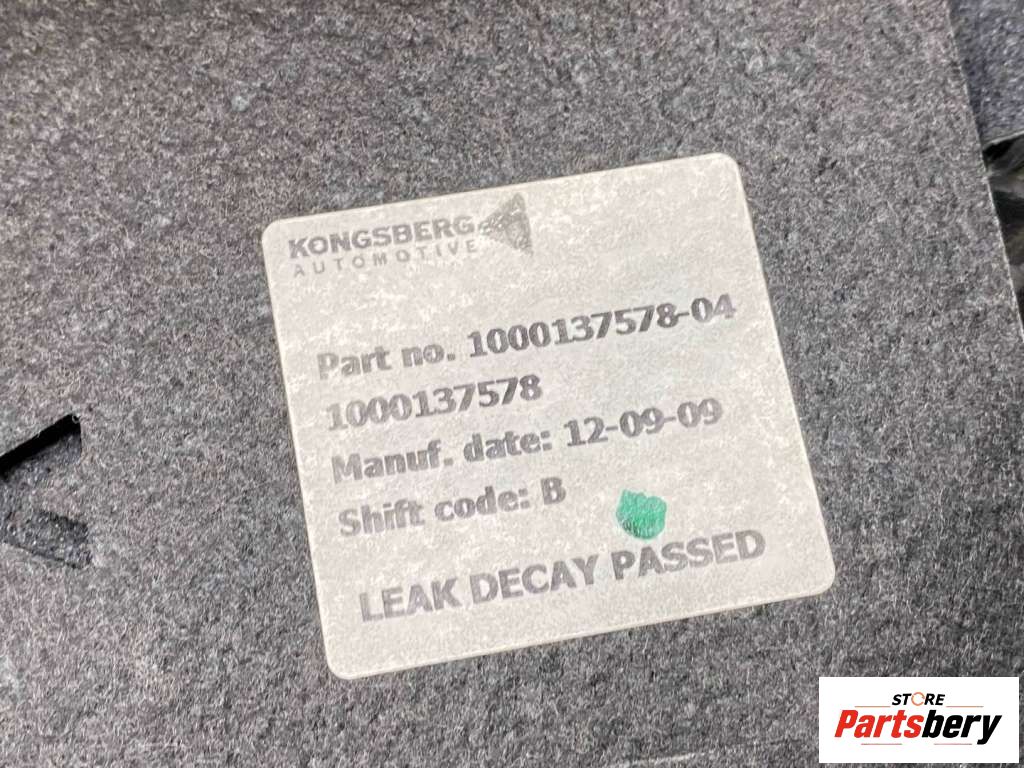 KONGSBERG
AUTOMOTIVE
Part no. 1000137578-04
1000137578
Manuf. date: 12-09-09
Shift code: B
LEAK DECAY PASSED
STORE
Partsbery